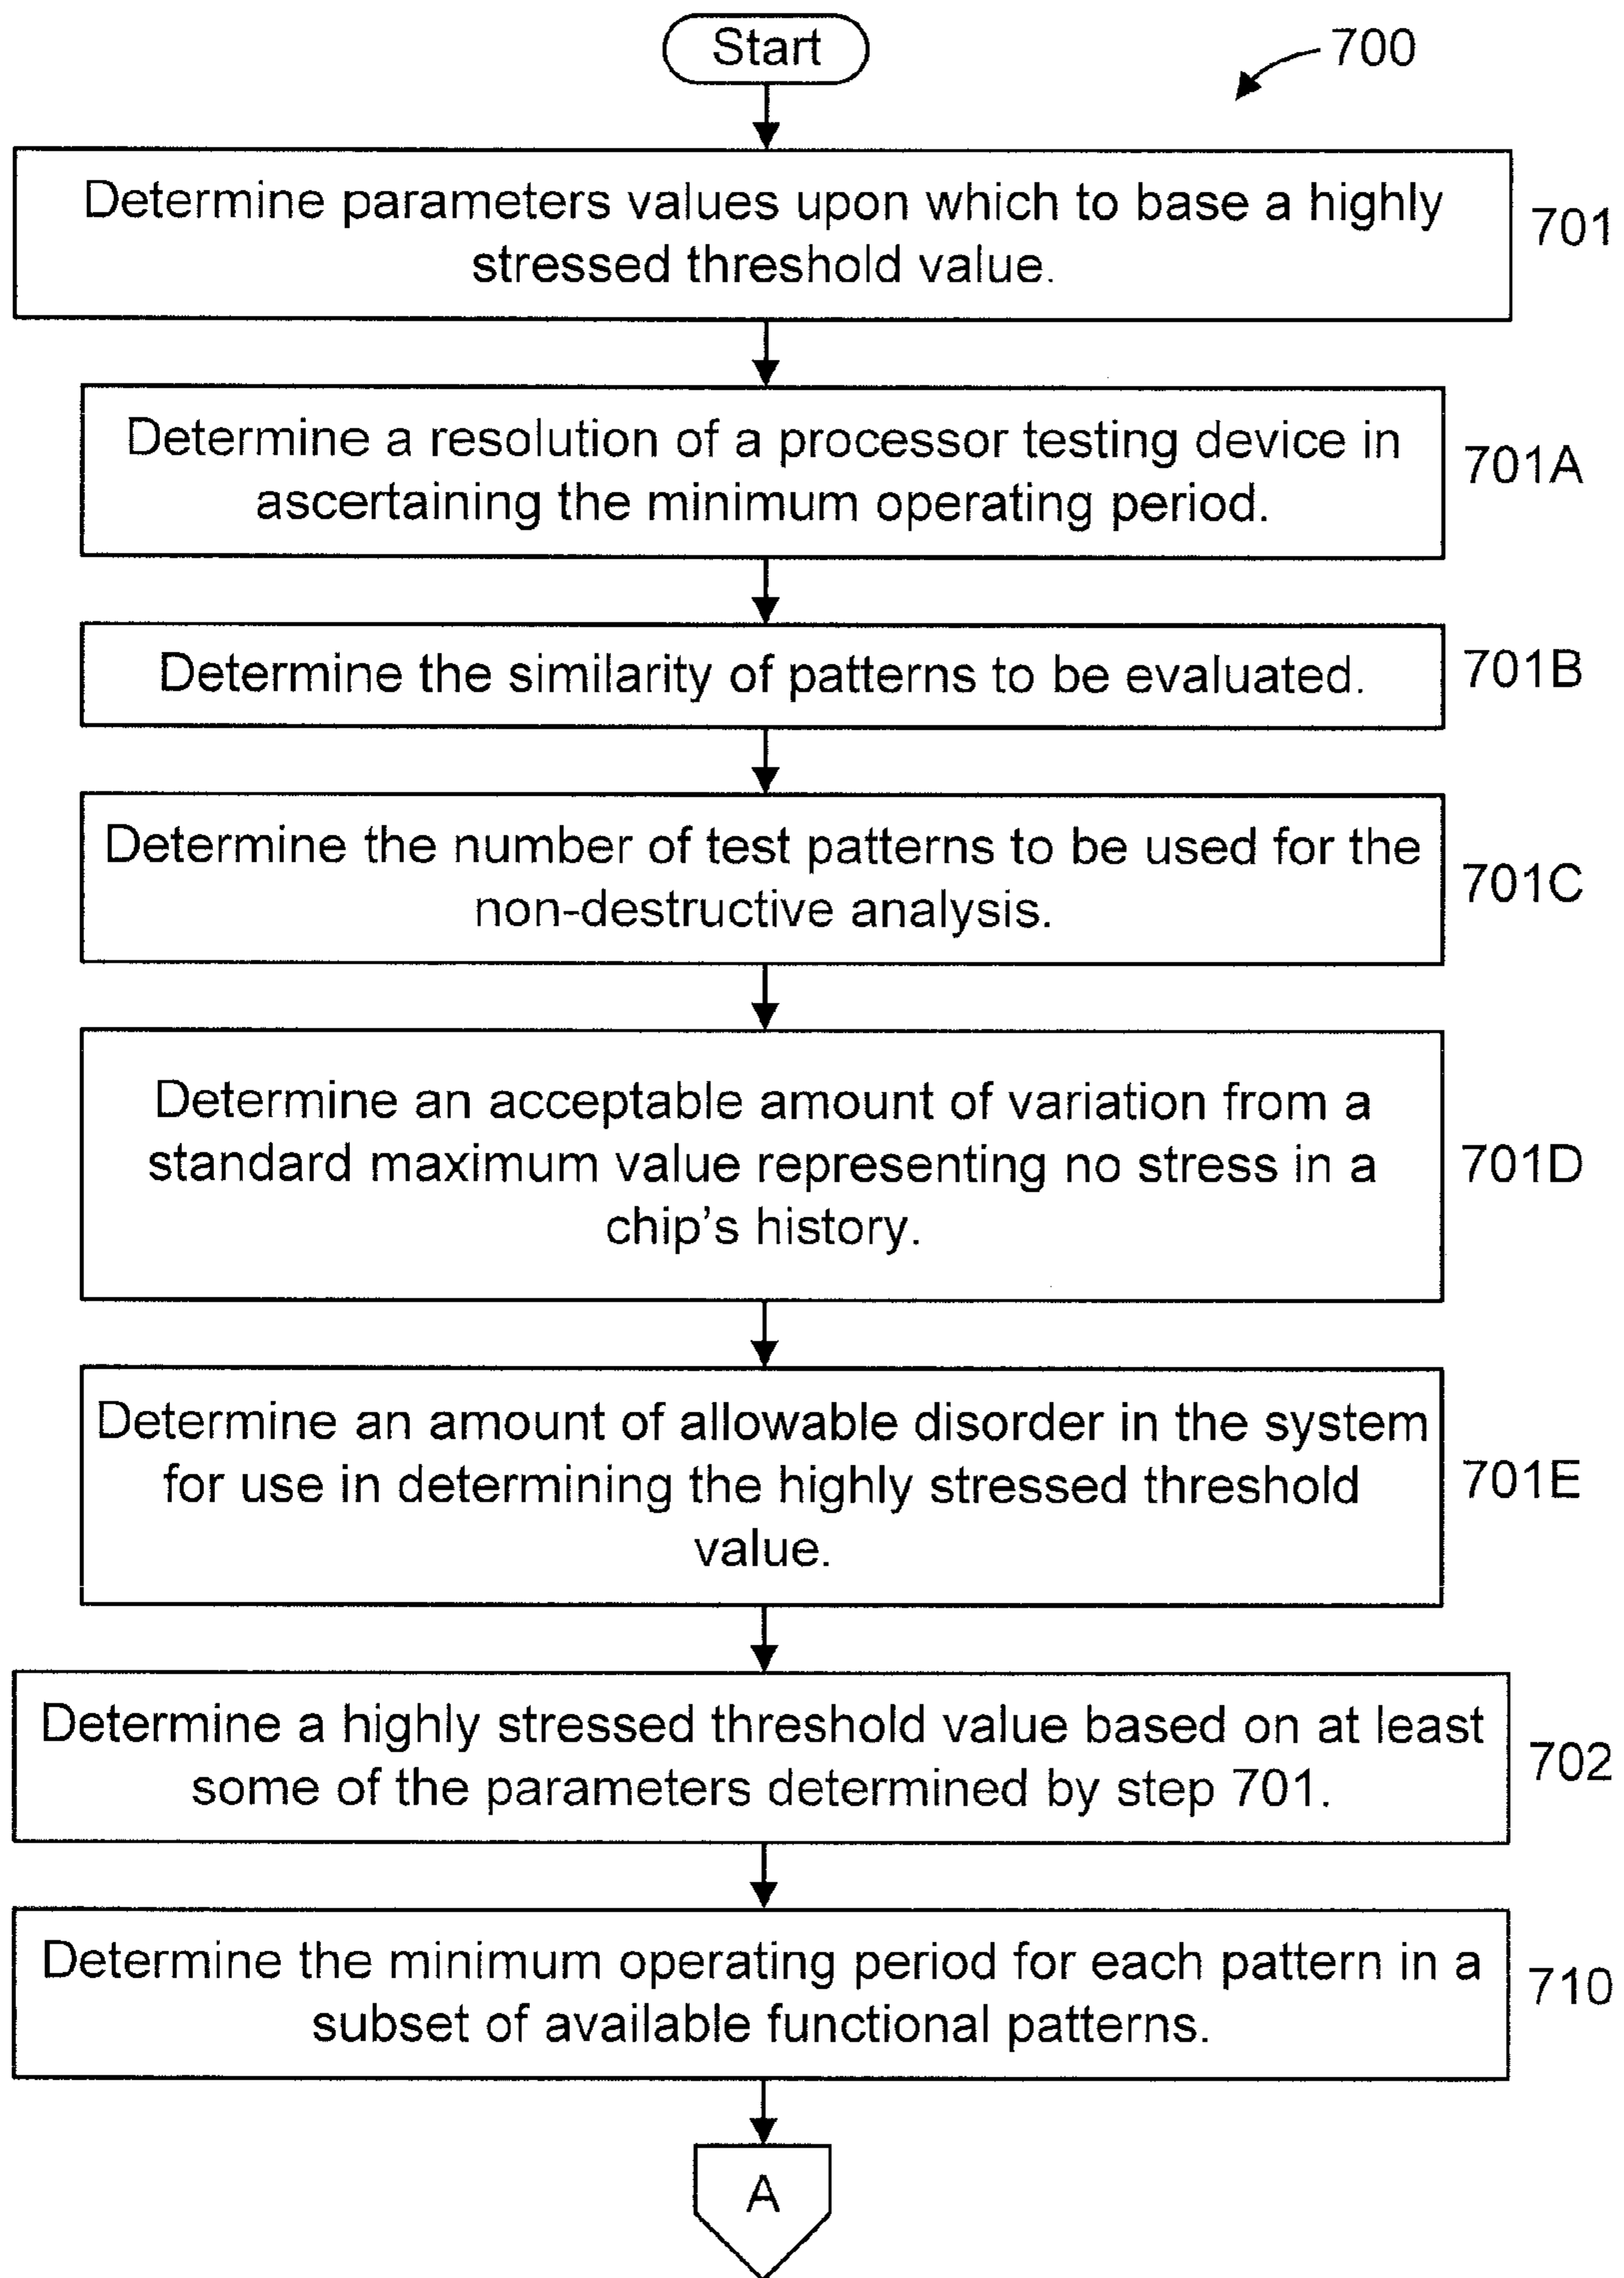 Start
700
Determine parameters values upon which to base a highly
stressed threshold value.
701
Determine a resolution of a processor testing device in
ascertaining the minimum operating period.
701A
Determine the similarity of patterns to be evaluated.
701B
Determine the number of test patterns to be used for the
non-destructive analysis.
701C
Determine an acceptable amount of variation from a
standard maximum value representing no stress in a
chip's history.
701D
Determine an amount of allowable disorder in the system
for use in determining the highly stressed threshold
value.
701E
Determine a highly stressed threshold value based on at least
some of the parameters determined by step 701.
702
Determine the minimum operating period for each pattern in a
subset of available functional patterns.
710
A